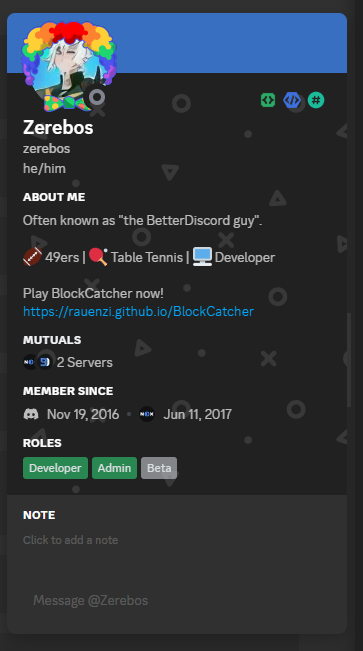 Zerebos
zerebos
he/him
ABOUT ME
Often known as "the BetterDiscord guy".
49ers | Table Tennis | Developer
Play BlockCatcher now!
https://rauenzi.github.io/BlockCatcher
MUTUALS
2 Servers
MEMBER SINCE
Nov 19, 2016 • Jun 11, 2017
ROLES
Developer Admin Beta
NOTE
Click to add a note
Message @Zerebos